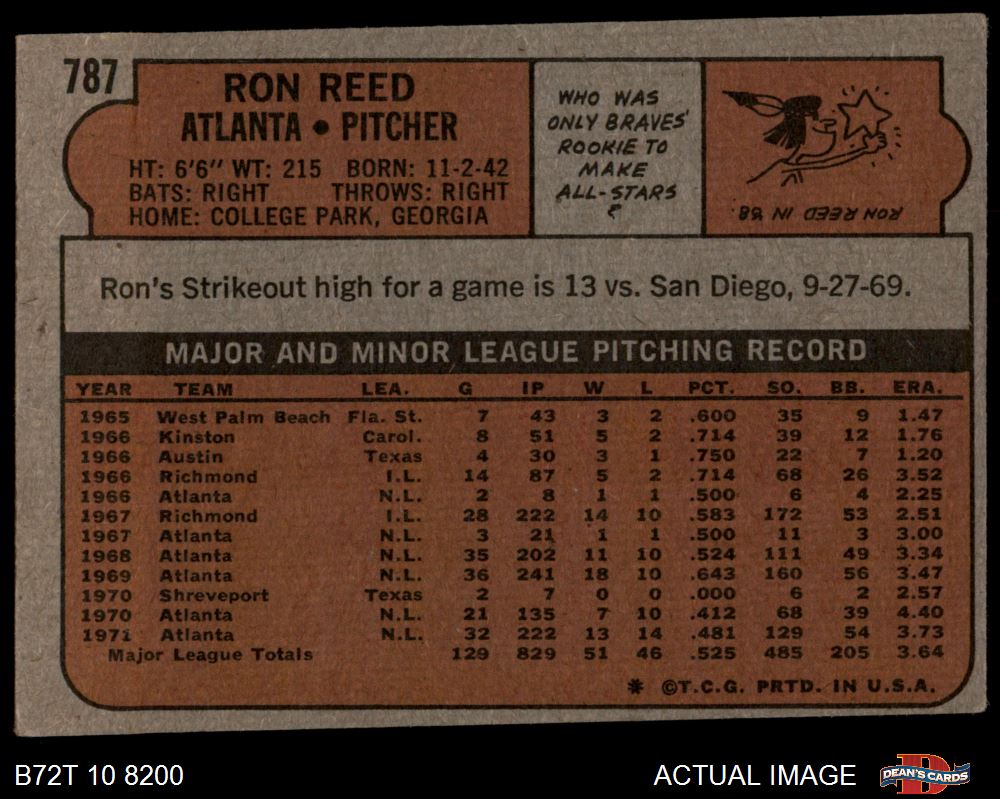 787
RON REED
ATLANTA • PITCHER
HT: 6'6" WT: 215 BORN: 11-2-42
BATS: RIGHT THROWS: RIGHT
HOME: COLLEGE PARK, GEORGIA
WHO WAS
ONLY BRAVES'
ROOKIE TO
MAKE
ALL-STARS
?
RON REED IN '68.
Ron's Strikeout high for a game is 13 vs. San Diego, 9-27-69.
MAJOR AND MINOR LEAGUE PITCHING RECORD
YEAR TEAM LEA. G IP W L PCT. SO. BB. ERA.
1965 West Palm Beach Fla. St. 7 43 3 2 .600 35 9 1.47
1966 Kinston Carol. 8 51 5 2 .714 39 12 1.76
1966 Austin Texas 4 30 3 1 .750 22 7 1.20
1966 Richmond I.L. 14 87 5 2 .714 68 26 3.52
1966 Atlanta N.L. 2 8 1 1 .500 6 4 2.25
1967 Richmond I.L. 28 222 14 10 .583 172 53 2.51
1967 Atlanta N.L. 3 21 1 1 .500 11 3 3.00
1968 Atlanta N.L. 35 202 11 10 .524 111 49 3.34
1969 Atlanta N.L. 36 241 18 10 .643 160 56 3.47
1970 Shreveport Texas 2 7 0 0 .000 6 2 2.57
1970 Atlanta N.L. 21 135 7 10 .412 68 39 4.40
1971 Atlanta N.L. 32 222 13 14 .481 129 54 3.73
Major League Totals 129 829 51 46 .525 485 205 3.64
* ©T.C.G. PRTD. IN U.S.A.
B72T 10 8200
ACTUAL IMAGE
DEAN'S CARDS